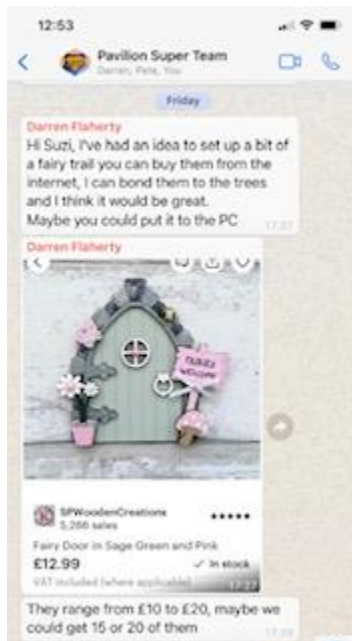 12:53
Pavilion Super Team
Darren, Pete, You
Friday
Darren Flaherty
Hi Suzi, I've had an idea to set up a bit of
a fairy trail you can buy them from the
internet, I can bond them to the trees
and I think it would be great.
Maybe you could put it to the PC
17:27
Darren Flaherty
FAIRIES
WELCOME
SPWoodenCreations
5,266 sales
Fairy Door in Sage Green and Pink
£12.99
✓ In stock
VAT included (where applicable)
17:27
They range from £10 to £20, maybe we
could get 15 or 20 of them